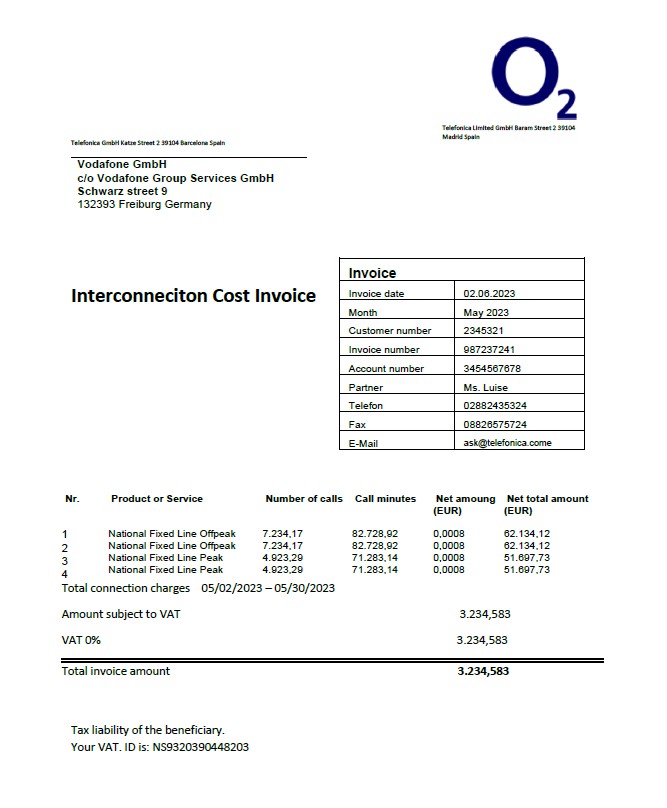 O2
Telefonica Limited GmbH Baram Street 2 39104
Madrid Spain
Telefonica GmbH Katze Street 2 39104 Barcelona Spain
Vodafone GmbH
c/o Vodafone Group Services GmbH
Schwarz street 9
132393 Freiburg Germany
Interconneciton Cost Invoice
Invoice
Invoice date 02.06.2023
Month May 2023
Customer number 2345321
Invoice number 987237241
Account number 3454567678
Partner Ms. Luise
Telefon 02882435324
Fax 08826575724
E-Mail ask@telefonica.come
Nr. Product or Service Number of calls Call minutes Net amoung Net total amount
(EUR) (EUR)
1 National Fixed Line Offpeak 7.234,17 82.728,92 0,0008 62.134,12
2 National Fixed Line Offpeak 7.234,17 82.728,92 0,0008 62.134,12
3 National Fixed Line Peak 4.923,29 71.283,14 0,0008 51.697,73
4 National Fixed Line Peak 4.923,29 71.283,14 0,0008 51.697,73
Total connection charges 05/02/2023 – 05/30/2023
Amount subject to VAT 3.234,583
VAT 0% 3.234,583
Total invoice amount 3.234,583
Tax liability of the beneficiary.
Your VAT. ID is: NS9320390448203